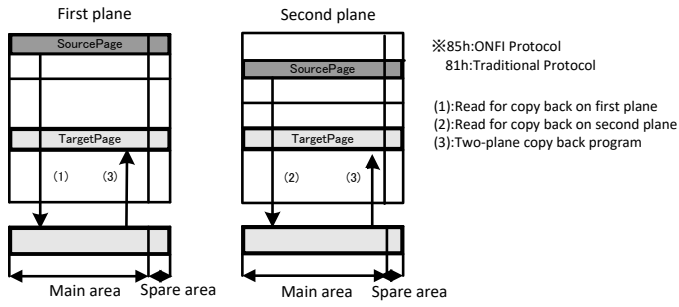 First plane
SourcePage
TargetPage
(1)
(3)
Main area
Spare area
Second plane
SourcePage
TargetPage
(2)
(3)
Main area
Spare area
※85h:ONFI Protocol
81h:Traditional Protocol
(1):Read for copy back on first plane
(2):Read for copy back on second plane
(3):Two-plane copy back program